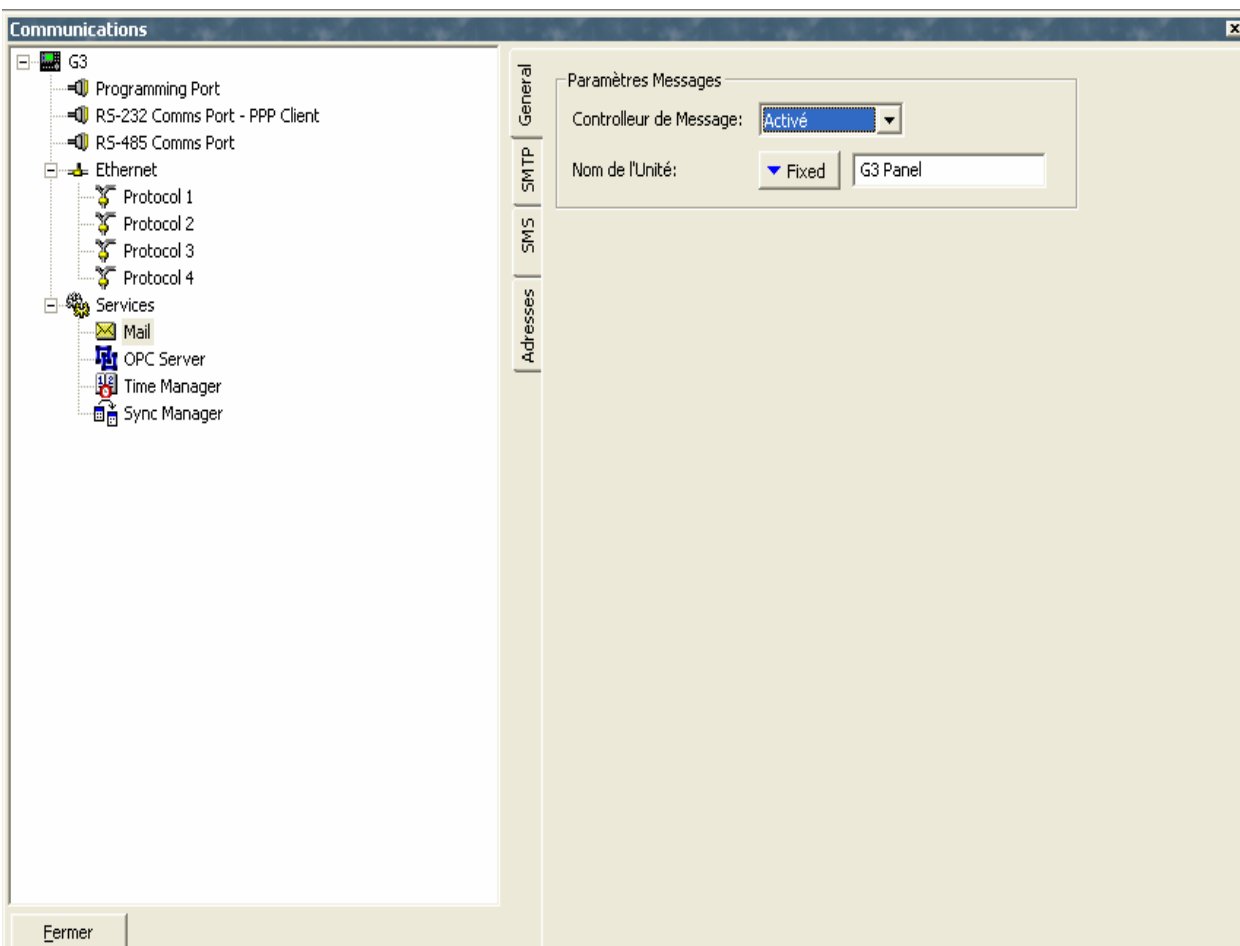 Communications
G3
Programming Port
RS-232 Comms Port - PPP Client
RS-485 Comms Port
Ethernet
Protocol 1
Protocol 2
Protocol 3
Protocol 4
Services
Mail
OPC Server
Time Manager
Sync Manager
Fermer
General
SMTP
SMS
Adresses
Paramètres Messages
Controlleur de Message: Activé
Nom de l'Unité: Fixed G3 Panel